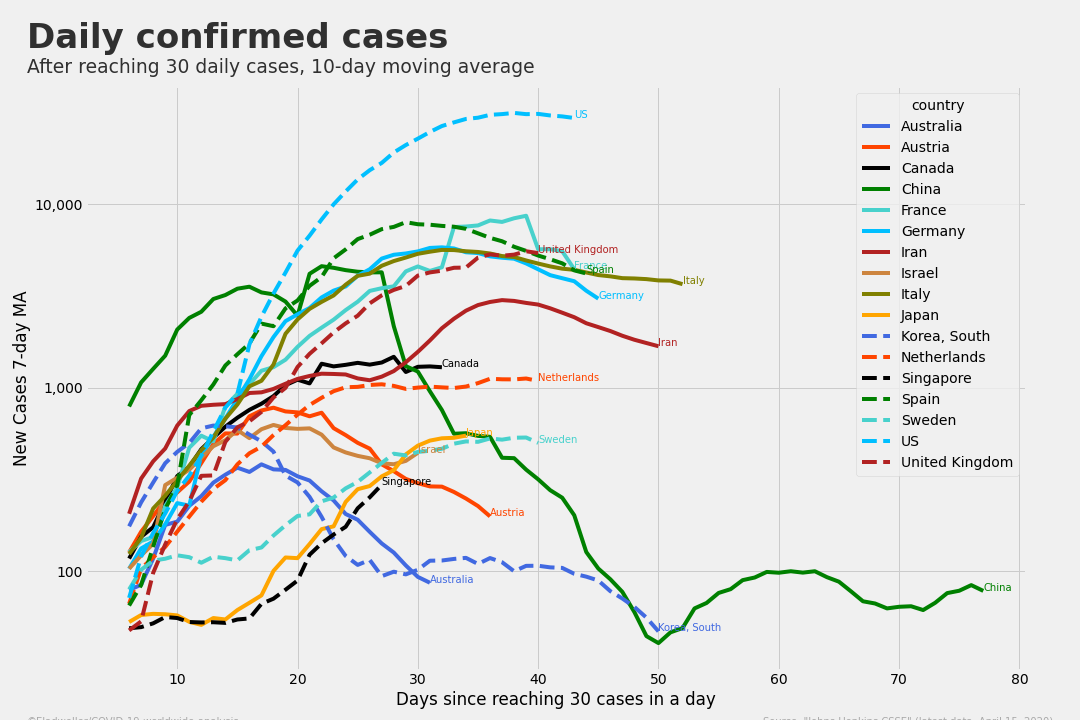 Daily confirmed cases
After reaching 30 daily cases, 10-day moving average
New Cases 7-day MA
10,000
1,000
100
US
United Kingdom
France
Spain
Italy
Germany
Iran
Canada
Netherlands
Japan
Sweden
Israel
Singapore
Austria
Australia
China
Korea, South
country
Australia
Austria
Canada
China
France
Germany
Iran
Israel
Italy
Japan
Korea, South
Netherlands
Singapore
Spain
Sweden
US
United Kingdom
10 20 30 40 50 60 70 80
Days since reaching 30 cases in a day